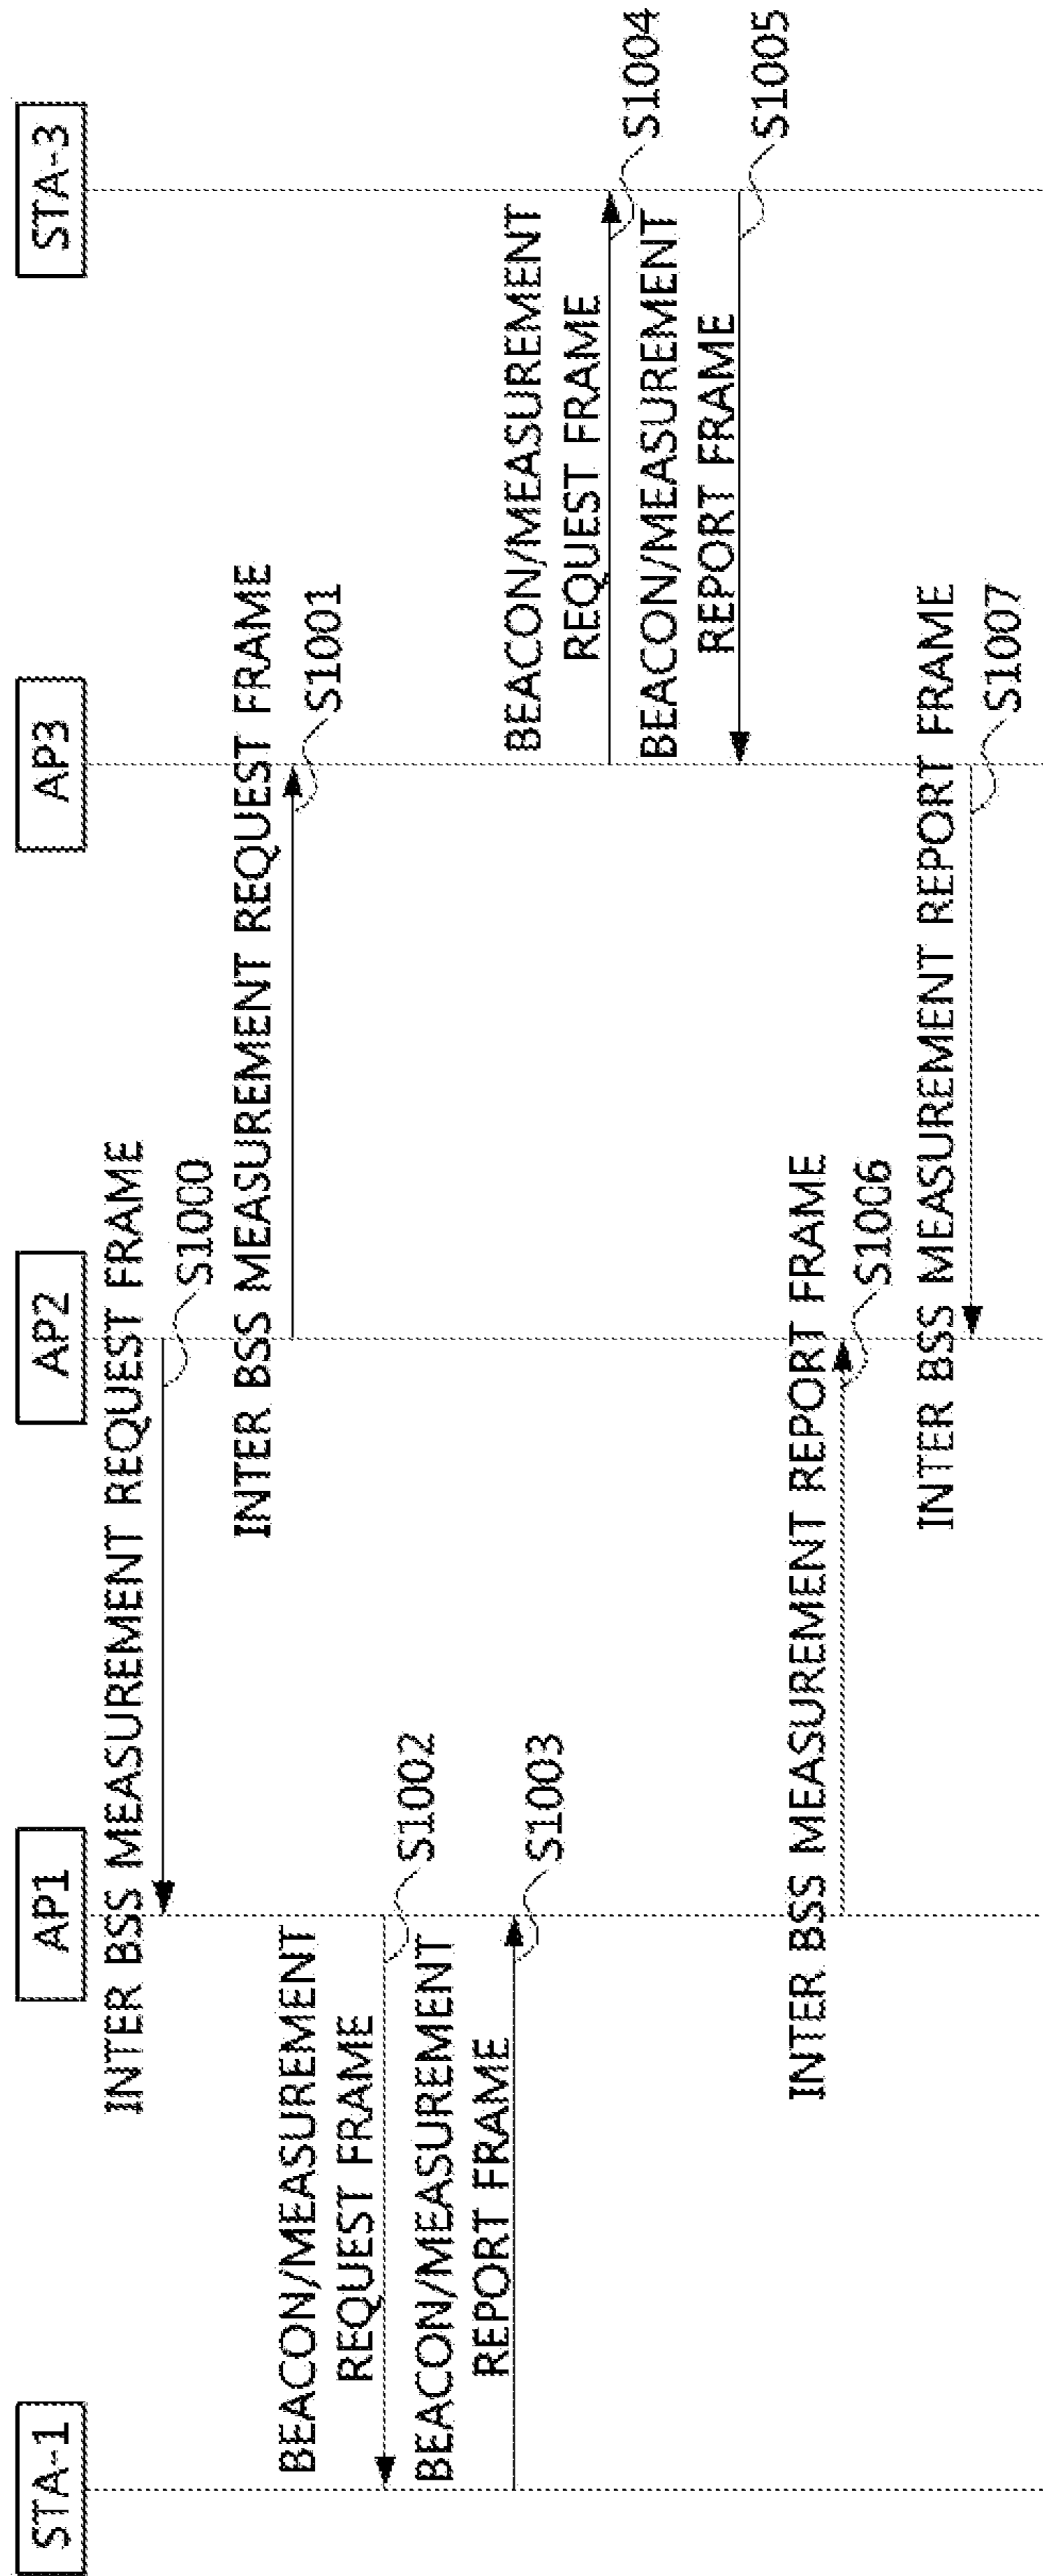 STA-1
AP1
AP2
AP3
STA-3
INTER BSS MEASUREMENT REQUEST FRAME
S1000
INTER BSS MEASUREMENT REQUEST FRAME
S1001
BEACON/MEASUREMENT
REQUEST FRAME
S1002
BEACON/MEASUREMENT
REPORT FRAME
S1003
BEACON/MEASUREMENT
REQUEST FRAME
S1004
BEACON/MEASUREMENT
REPORT FRAME
S1005
INTER BSS MEASUREMENT REPORT FRAME
S1006
INTER BSS MEASUREMENT REPORT FRAME
S1007